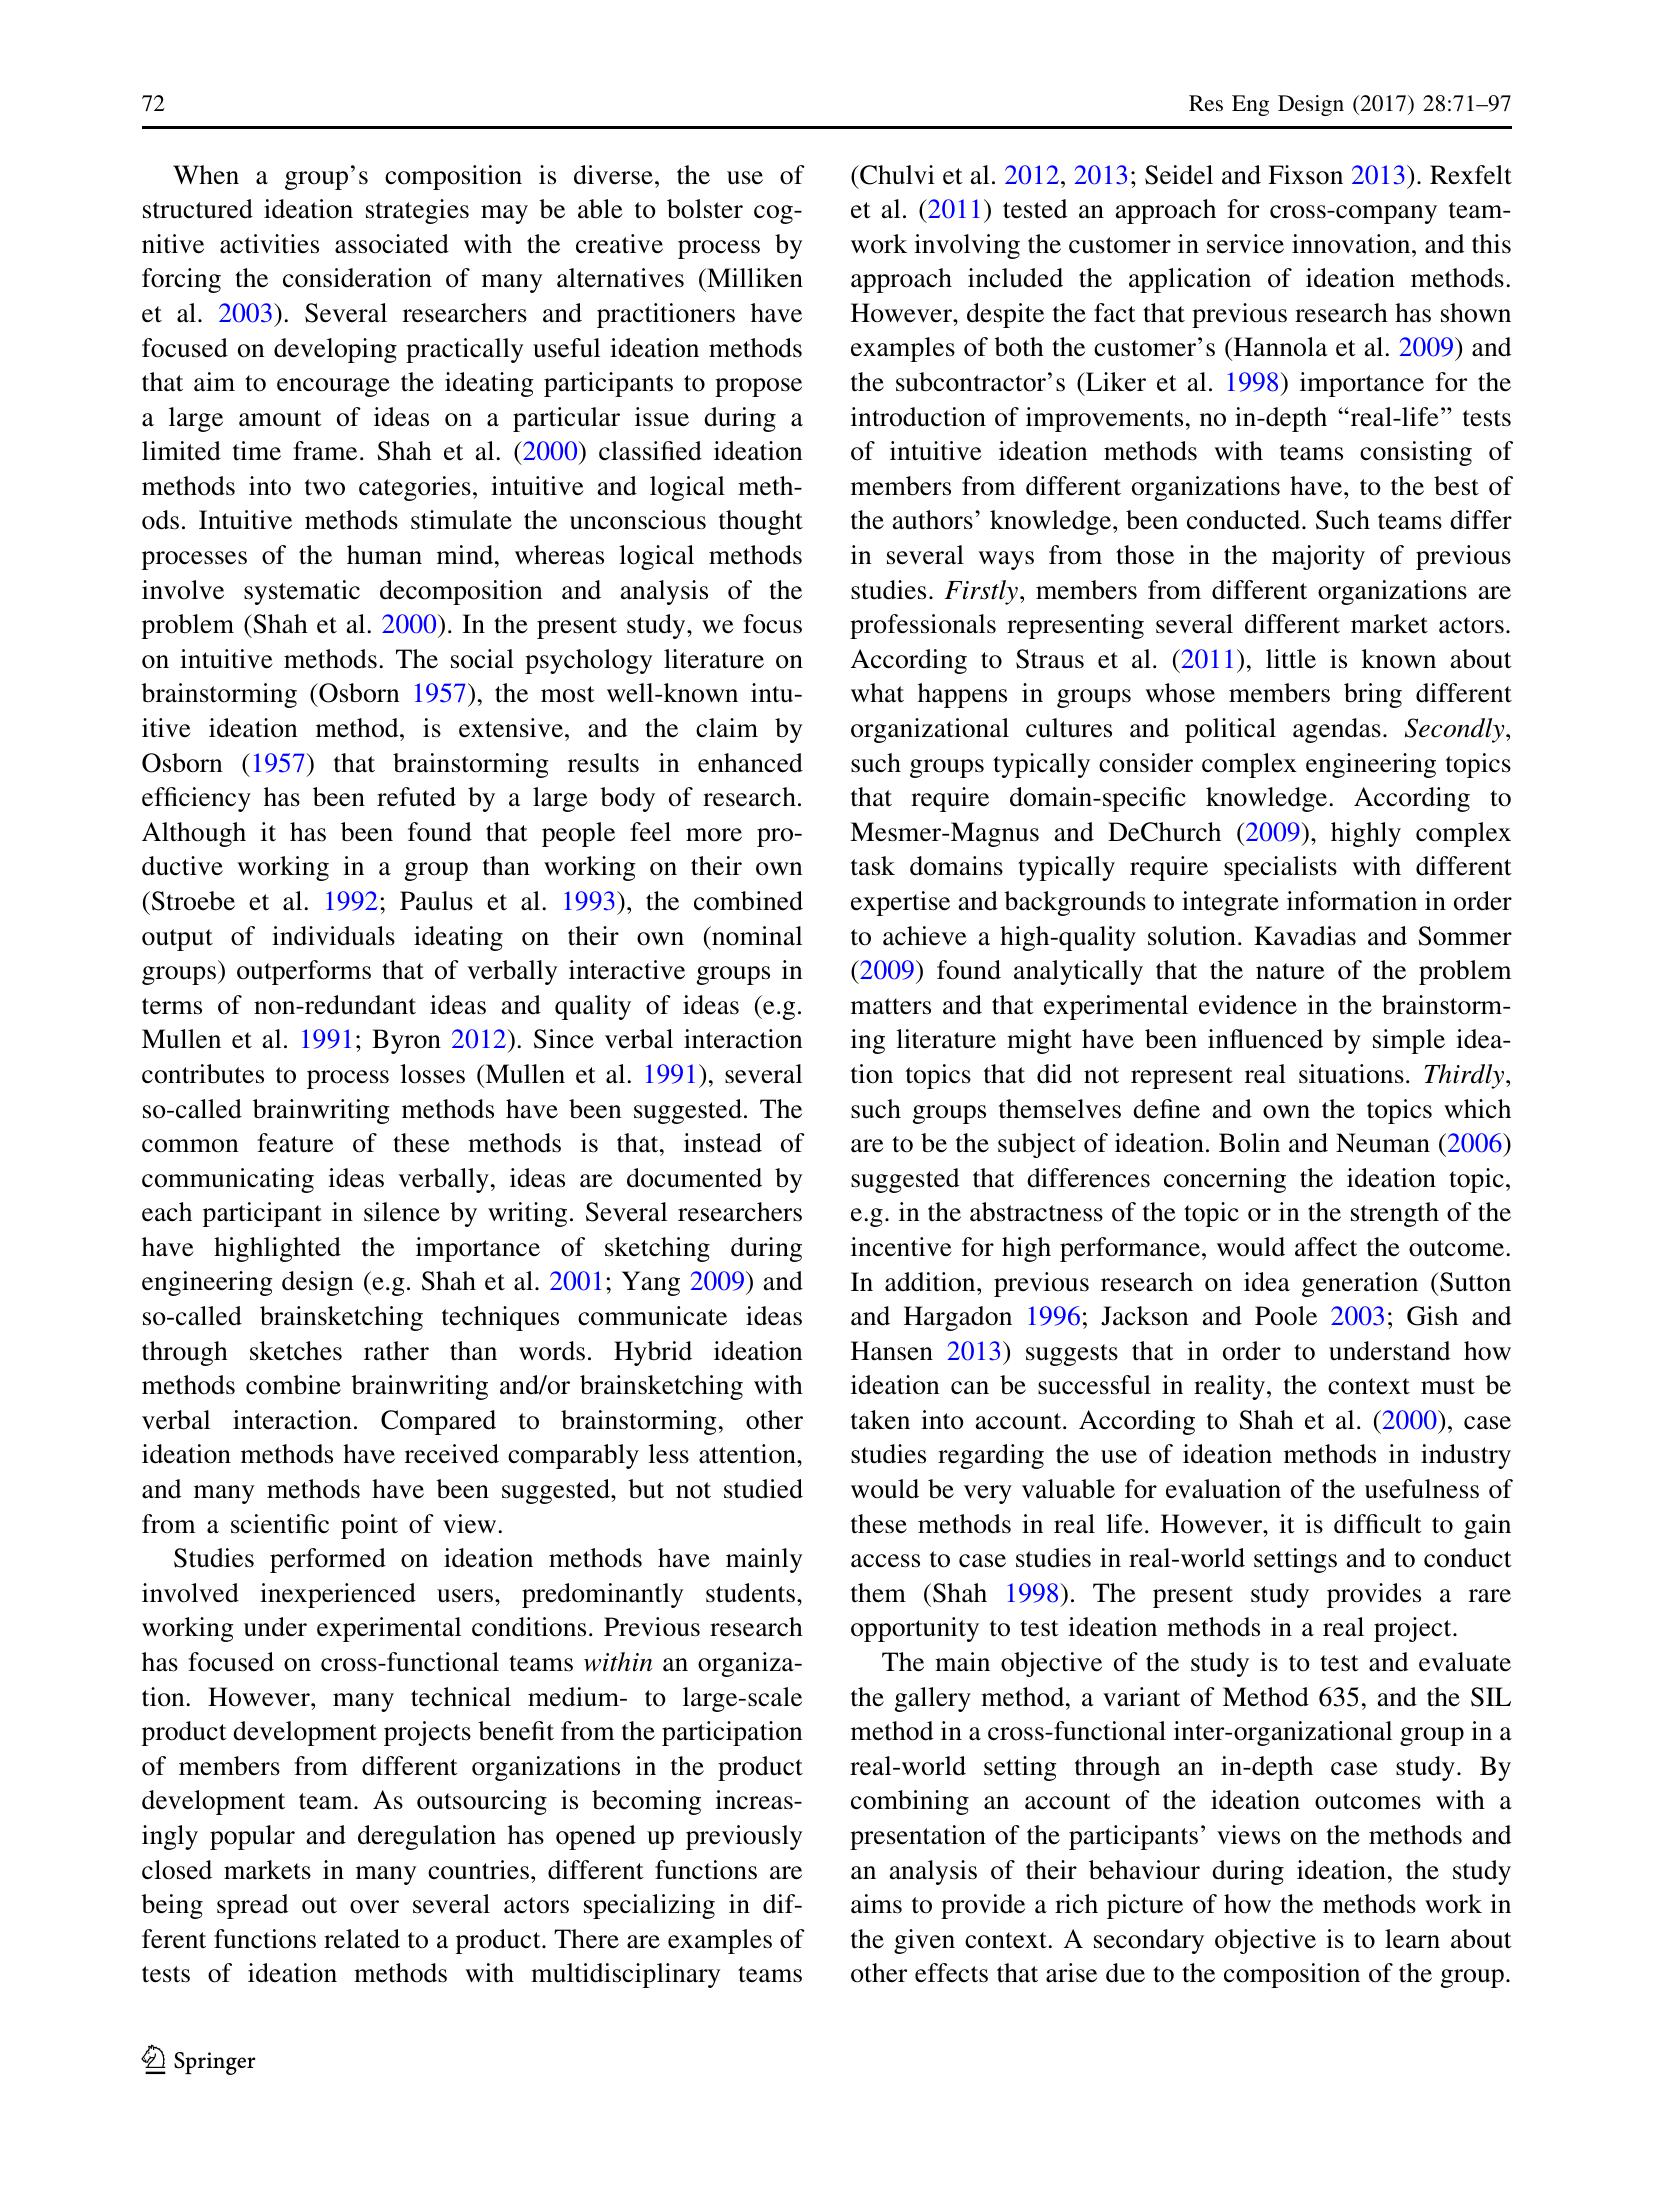 72
Res Eng Design (2017) 28:71–97
When a group's composition is diverse, the use of
structured ideation strategies may be able to bolster cog-
nitive activities associated with the creative process by
forcing the consideration of many alternatives (Milliken
et al. 2003). Several researchers and practitioners have
focused on developing practically useful ideation methods
that aim to encourage the ideating participants to propose
a large amount of ideas on a particular issue during a
limited time frame. Shah et al. (2000) classified ideation
methods into two categories, intuitive and logical meth-
ods. Intuitive methods stimulate the unconscious thought
processes of the human mind, whereas logical methods
involve systematic decomposition and analysis of the
problem (Shah et al. 2000). In the present study, we focus
on intuitive methods. The social psychology literature on
brainstorming (Osborn 1957), the most well-known intu-
itive ideation method, is extensive, and the claim by
Osborn (1957) that brainstorming results in enhanced
efficiency has been refuted by a large body of research.
Although it has been found that people feel more pro-
ductive working in a group than working on their own
(Stroebe et al. 1992; Paulus et al. 1993), the combined
output of individuals ideating on their own (nominal
groups) outperforms that of verbally interactive groups in
terms of non-redundant ideas and quality of ideas (e.g.
Mullen et al. 1991; Byron 2012). Since verbal interaction
contributes to process losses (Mullen et al. 1991), several
so-called brainwriting methods have been suggested. The
common feature of these methods is that, instead of
communicating ideas verbally, ideas are documented by
each participant in silence by writing. Several researchers
have highlighted the importance of sketching during
engineering design (e.g. Shah et al. 2001; Yang 2009) and
so-called brainsketching techniques communicate ideas
through sketches rather than words. Hybrid ideation
methods combine brainwriting and/or brainsketching with
verbal interaction. Compared to brainstorming, other
ideation methods have received comparably less attention,
and many methods have been suggested, but not studied
from a scientific point of view.
Studies performed on ideation methods have mainly
involved inexperienced users, predominantly students,
working under experimental conditions. Previous research
has focused on cross-functional teams within an organiza-
tion. However, many technical medium- to large-scale
product development projects benefit from the participation
of members from different organizations in the product
development team. As outsourcing is becoming increas-
ingly popular and deregulation has opened up previously
closed markets in many countries, different functions are
being spread out over several actors specializing in dif-
ferent functions related to a product. There are examples of
tests of ideation methods with multidisciplinary teams
(Chulvi et al. 2012, 2013; Seidel and Fixson 2013). Rexfelt
et al. (2011) tested an approach for cross-company team-
work involving the customer in service innovation, and this
approach included the application of ideation methods.
However, despite the fact that previous research has shown
examples of both the customer's (Hannola et al. 2009) and
the subcontractor's (Liker et al. 1998) importance for the
introduction of improvements, no in-depth “real-life” tests
of intuitive ideation methods with teams consisting of
members from different organizations have, to the best of
the authors' knowledge, been conducted. Such teams differ
in several ways from those in the majority of previous
studies. Firstly, members from different organizations are
professionals representing several different market actors.
According to Straus et al. (2011), little is known about
what happens in groups whose members bring different
organizational cultures and political agendas. Secondly,
such groups typically consider complex engineering topics
that require domain-specific knowledge. According to
Mesmer-Magnus and DeChurch (2009), highly complex
task domains typically require specialists with different
expertise and backgrounds to integrate information in order
to achieve a high-quality solution. Kavadias and Sommer
(2009) found analytically that the nature of the problem
matters and that experimental evidence in the brainstorm-
ing literature might have been influenced by simple idea-
tion topics that did not represent real situations. Thirdly,
such groups themselves define and own the topics which
are to be the subject of ideation. Bolin and Neuman (2006)
suggested that differences concerning the ideation topic,
e.g. in the abstractness of the topic or in the strength of the
incentive for high performance, would affect the outcome.
In addition, previous research on idea generation (Sutton
and Hargadon 1996; Jackson and Poole 2003; Gish and
Hansen 2013) suggests that in order to understand how
ideation can be successful in reality, the context must be
taken into account. According to Shah et al. (2000), case
studies regarding the use of ideation methods in industry
would be very valuable for evaluation of the usefulness of
these methods in real life. However, it is difficult to gain
access to case studies in real-world settings and to conduct
them (Shah 1998). The present study provides a rare
opportunity to test ideation methods in a real project.
The main objective of the study is to test and evaluate
the gallery method, a variant of Method 635, and the SIL
method in a cross-functional inter-organizational group in a
real-world setting through an in-depth case study. By
combining an account of the ideation outcomes with a
presentation of the participants' views on the methods and
an analysis of their behaviour during ideation, the study
aims to provide a rich picture of how the methods work in
the given context. A secondary objective is to learn about
other effects that arise due to the composition of the group.
Springer